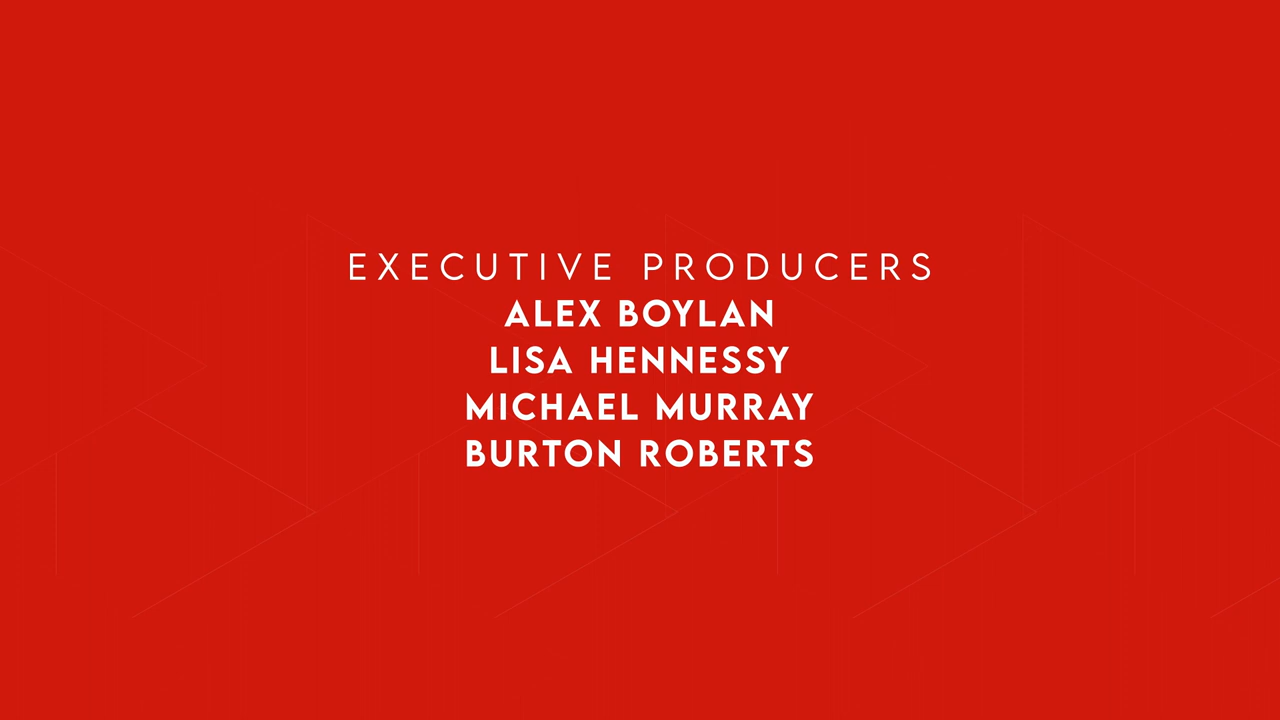 EXECUTIVE PRODUCERS
ALEX BOYLAN
LISA HENNESSY
MICHAEL MURRAY
BURTON ROBERTS